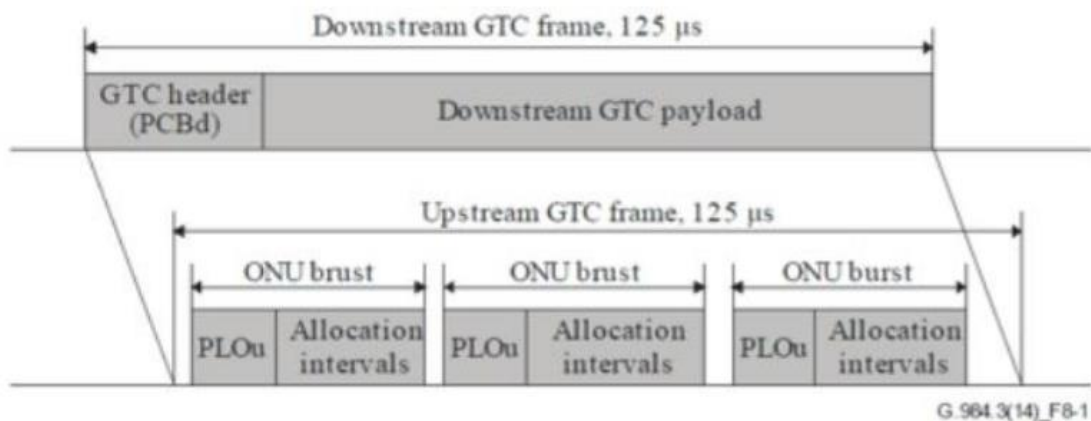 Downstream GTC frame, 125 μs
GTC header
(PCBd)
Downstream GTC payload
Upstream GTC frame, 125 μs
ONU brust
ONU brust
ONU burst
PLOu
Allocation
intervals
PLOu
Allocation
intervals
PLOu
Allocation
intervals
G.984.3(14)_F8-1